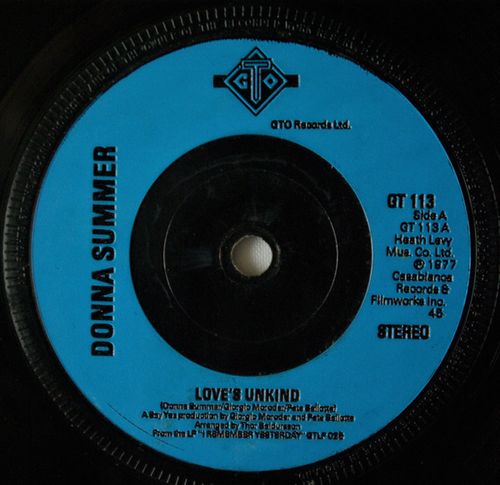 GTO
GTO Records Ltd.
DONNA SUMMER
GT 113
Side A
GT 113 A
Heath Levy
Mus. Co. Ltd.
℗ 1977
Casablanca
Records &
Filmworks Inc.
45
STEREO
LOVE'S UNKIND
(Donna Summer/Giorgio Moroder/Pete Bellotte)
A Say Yes production by Giorgio Moroder and Pete Bellotte
Arranged by Thor Baldursson
From the LP "I REMEMBER YESTERDAY" GTLP 025